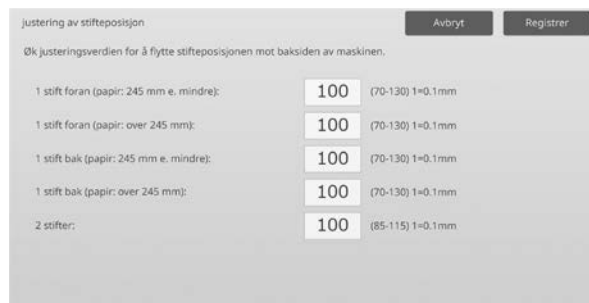 justering av stifteposisjon Avbryt Registrer
Øk justeringsverdien for å flytte stifteposisjonen mot baksiden av maskinen.
1 stift foran (papir: 245 mm e. mindre): 100 (70-130) 1=0.1mm
1 stift foran (papir: over 245 mm): 100 (70-130) 1=0.1mm
1 stift bak (papir: 245 mm e. mindre): 100 (70-130) 1=0.1mm
1 stift bak (papir: over 245 mm): 100 (70-130) 1=0.1mm
2 stifter: 100 (85-115) 1=0.1mm